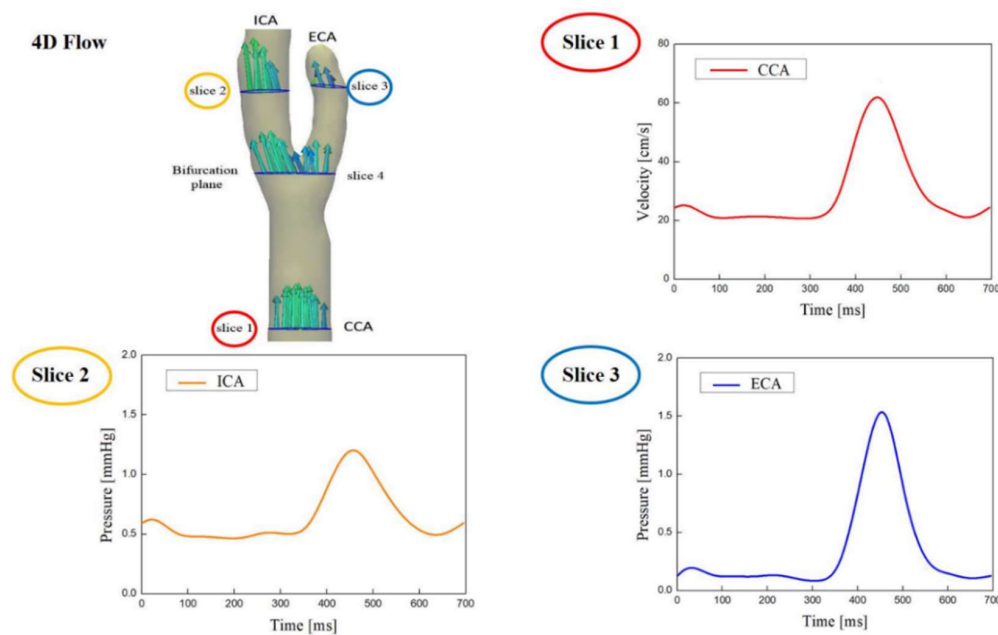 4D Flow
ICA
ECA
slice 2
slice 3
Bifurcation
plane
slice 4
slice 1
CCA
Slice 1
80
60
40
20
0
Velocity [cm/s]
CCA
0 100 200 300 400 500 600 700
Time [ms]
Slice 2
2.0
1.5
1.0
0.5
0.0
Pressure [mmHg]
ICA
0 100 200 300 400 500 600 700
Time [ms]
Slice 3
2.0
1.5
1.0
0.5
0.0
Pressure [mmHg]
ECA
0 100 200 300 400 500 600 700
Time [ms]